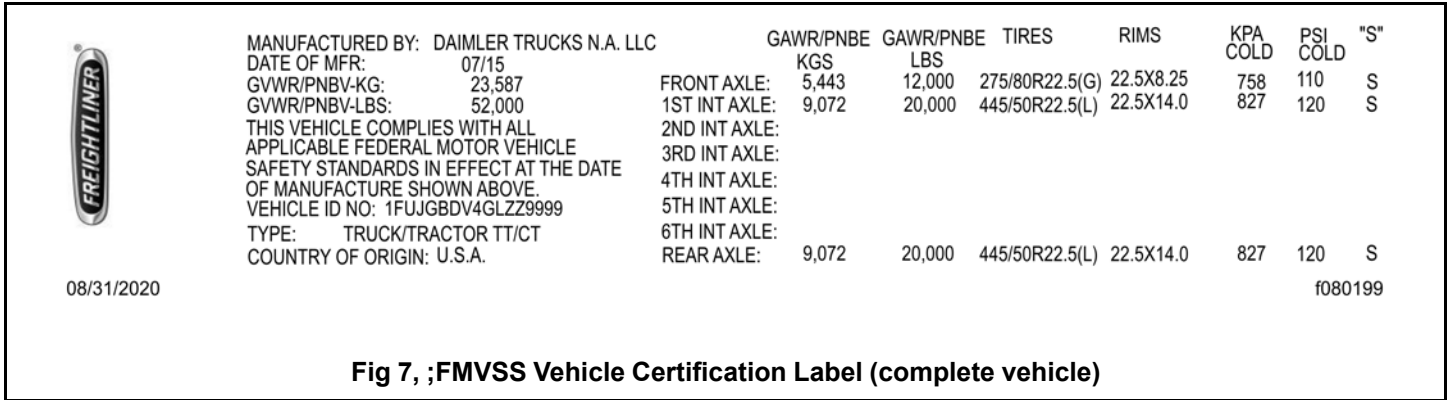 FREIGHTLINER
MANUFACTURED BY: DAIMLER TRUCKS N.A. LLC
DATE OF MFR: 07/15
GVWR/PNBV-KG: 23,587
GVWR/PNBV-LBS: 52,000
THIS VEHICLE COMPLIES WITH ALL
APPLICABLE FEDERAL MOTOR VEHICLE
SAFETY STANDARDS IN EFFECT AT THE DATE
OF MANUFACTURE SHOWN ABOVE.
VEHICLE ID NO: 1FUJGBDV4GLZZ9999
TYPE: TRUCK/TRACTOR TT/CT
COUNTRY OF ORIGIN: U.S.A.
GAWR/PNBE GAWR/PNBE TIRES RIMS KPA PSI "S"
KGS LBS COLD COLD
FRONT AXLE: 5,443 12,000 275/80R22.5(G) 22.5X8.25 758 110 S
1ST INT AXLE: 9,072 20,000 445/50R22.5(L) 22.5X14.0 827 120 S
2ND INT AXLE:
3RD INT AXLE:
4TH INT AXLE:
5TH INT AXLE:
6TH INT AXLE:
REAR AXLE: 9,072 20,000 445/50R22.5(L) 22.5X14.0 827 120 S
08/31/2020 f080199
Fig 7, ;FMVSS Vehicle Certification Label (complete vehicle)